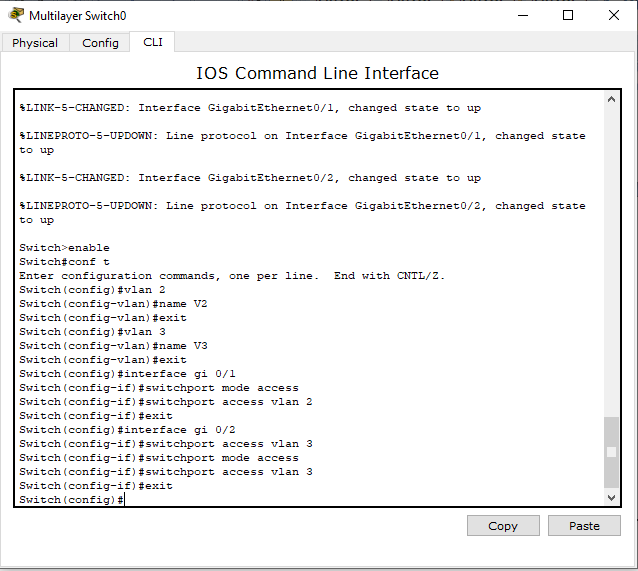 Multilayer Switch0
Physical Config CLI
IOS Command Line Interface
%LINK-5-CHANGED: Interface GigabitEthernet0/1, changed state to up
%LINEPROTO-5-UPDOWN: Line protocol on Interface GigabitEthernet0/1, changed state
to up
%LINK-5-CHANGED: Interface GigabitEthernet0/2, changed state to up
%LINEPROTO-5-UPDOWN: Line protocol on Interface GigabitEthernet0/2, changed state
to up
Switch>enable
Switch#conf t
Enter configuration commands, one per line.  End with CNTL/Z.
Switch(config)#vlan 2
Switch(config-vlan)#name V2
Switch(config-vlan)#exit
Switch(config)#vlan 3
Switch(config-vlan)#name V3
Switch(config-vlan)#exit
Switch(config)#interface gi 0/1
Switch(config-if)#switchport mode access
Switch(config-if)#switchport access vlan 2
Switch(config-if)#exit
Switch(config)#interface gi 0/2
Switch(config-if)#switchport access vlan 3
Switch(config-if)#switchport mode access
Switch(config-if)#switchport access vlan 3
Switch(config-if)#exit
Switch(config)#
Copy Paste